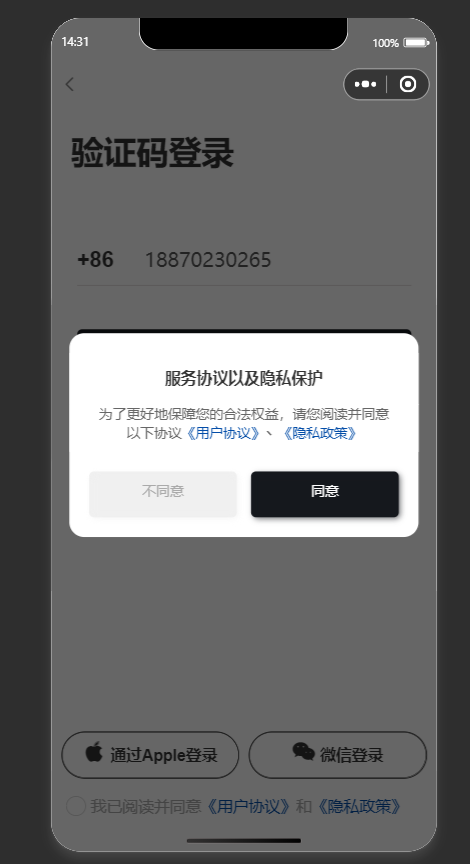 14:31
100%
验证码登录
+86 18870230265
服务协议以及隐私保护
为了更好地保障您的合法权益，请您阅读并同意
以下协议《用户协议》、《隐私政策》
不同意
同意
通过Apple登录
微信登录
我已阅读并同意《用户协议》和《隐私政策》